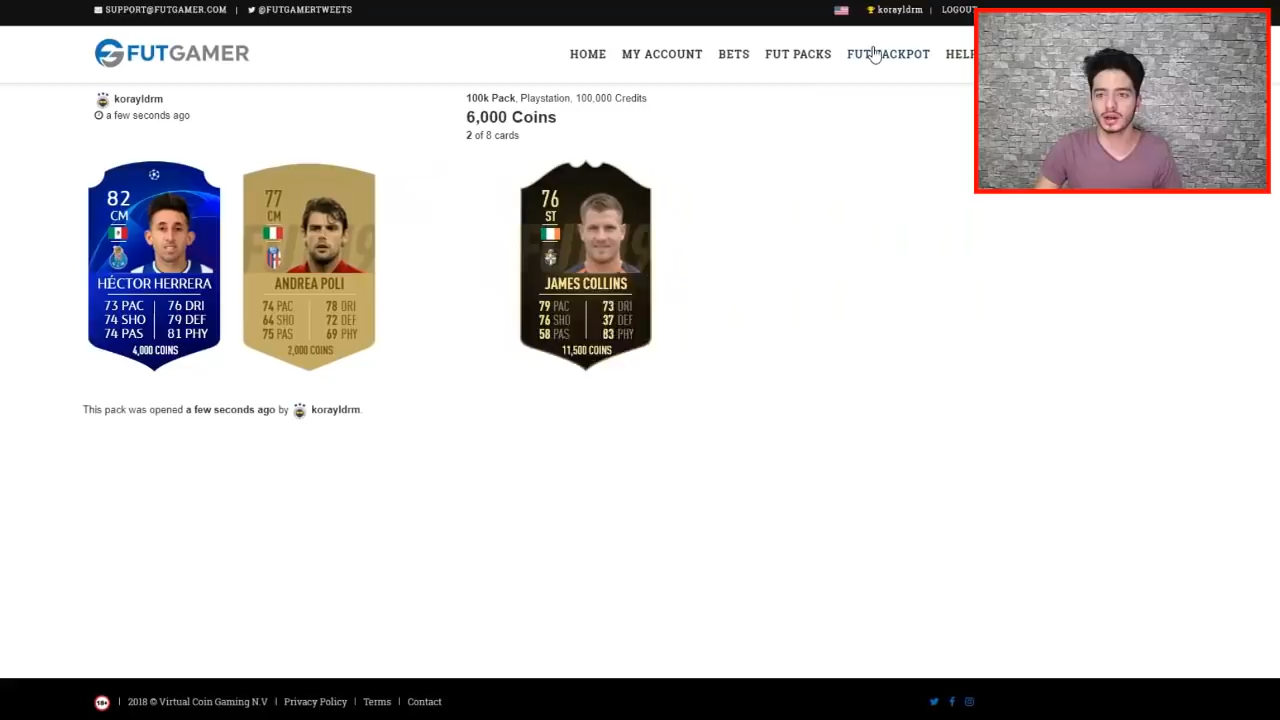 SUPPORT@FUTGAMER.COM | @FUTGAMERTWEETS
korayldrm | LOGOUT
FUTGAMER
HOME MY ACCOUNT BETS FUT PACKS FUT JACKPOT HELP
korayldrm
a few seconds ago
100k Pack, Playstation, 100,000 Credits
6,000 Coins
2 of 8 cards
82
CM
HÉCTOR HERRERA
73 PAC 76 DRI
74 SHO 79 DEF
74 PAS 81 PHY
4,000 COINS
77
CM
ANDREA POLI
74 PAC 78 DRI
64 SHO 72 DEF
75 PAS 69 PHY
2,000 COINS
76
ST
JAMES COLLINS
79 PAC 73 DRI
76 SHO 37 DEF
58 PAS 83 PHY
11,500 COINS
This pack was opened a few seconds ago by korayldrm.
18+ | 2018 © Virtual Coin Gaming N.V | Privacy Policy | Terms | Contact